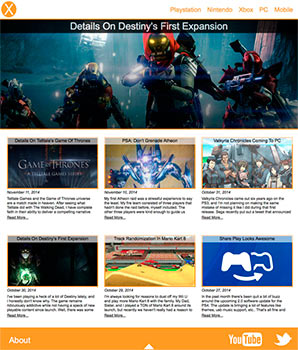 X
Playstation Nintendo Xbox PC Mobile
Details On Destiny's First Expansion
Details On Telltale's Game Of Thrones
GAME OF THRONES
A TELLTALE GAMES SERIES
November 11, 2014
Telltale Games and the Game of Thrones universe
are a match made in heaven. After seeing what
Telltale did with The Walking Dead, I have complete
faith in their ability to deliver a compelling narrative.
Read More...
PSA: Don't Grenade Atheon
November 10, 2014
My first Atheon raid was a stressful experience to say
the least. My fire team consisted of three players that
hadn't done the raid before, myself included. The
other three players were kind enough to guide us
Read More...
Valkyria Chronicles Coming To PC
October 31, 2014
Valkyria Chronicles came out six years ago on the
PS3, and I'm not planning on making the same
mistake of missing it like I did during that first
release. Sega recently put out a tweet that announced
Read More...
Details On Destiny's First Expansion
October 30, 2014
I've been playing a heck of a lot of Destiny lately, and
I honestly don't know why. The game remains
ridiculously addictive while not having a speck of new
playable content since launch. Well, there was some
Read More...
Track Randomization In Mario Kart 8
October 29, 2014
I'm always looking for reasons to dust off my Wii U
and play more Mario Kart 8 with the family. My Dad,
Sister, and I played a TON of Mario Kart 8 around its
launch, but recently we haven't really had a reason to
Read More...
Share Play Looks Awesome
October 28, 2014
In the past month there's been quite a bit of buzz
around the upcoming 2.0 software update for the
PS4. The update is bringing a lot of features like
themes, usb music support, etc. That's all fine and
Read More...
About
YouTube